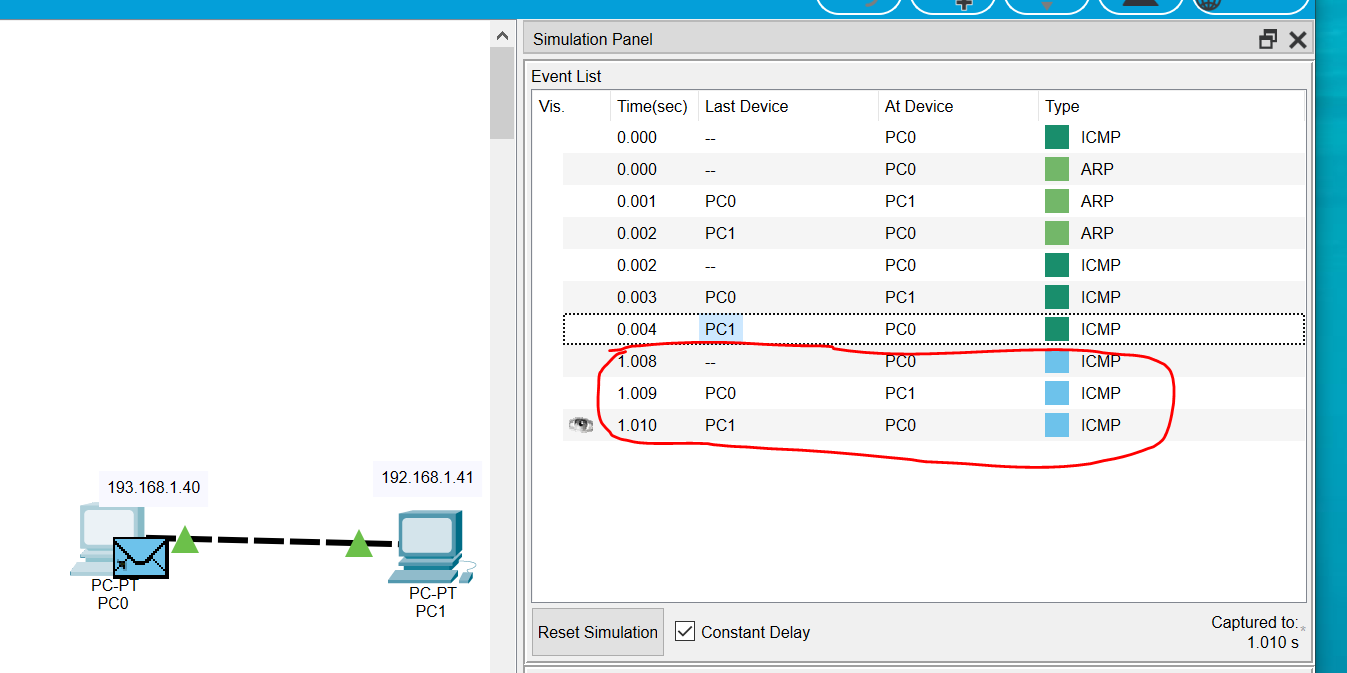 Simulation Panel
Event List
Vis. Time(sec) Last Device At Device Type
0.000 -- PC0 ICMP
0.000 -- PC0 ARP
0.001 PC0 PC1 ARP
0.002 PC1 PC0 ARP
0.002 -- PC0 ICMP
0.003 PC0 PC1 ICMP
0.004 PC1 PC0 ICMP
1.008 -- PC0 ICMP
1.009 PC0 PC1 ICMP
1.010 PC1 PC0 ICMP
193.168.1.40
192.168.1.41
PC-PT
PC0
PC-PT
PC1
Reset Simulation
Constant Delay
Captured to:
1.010 s